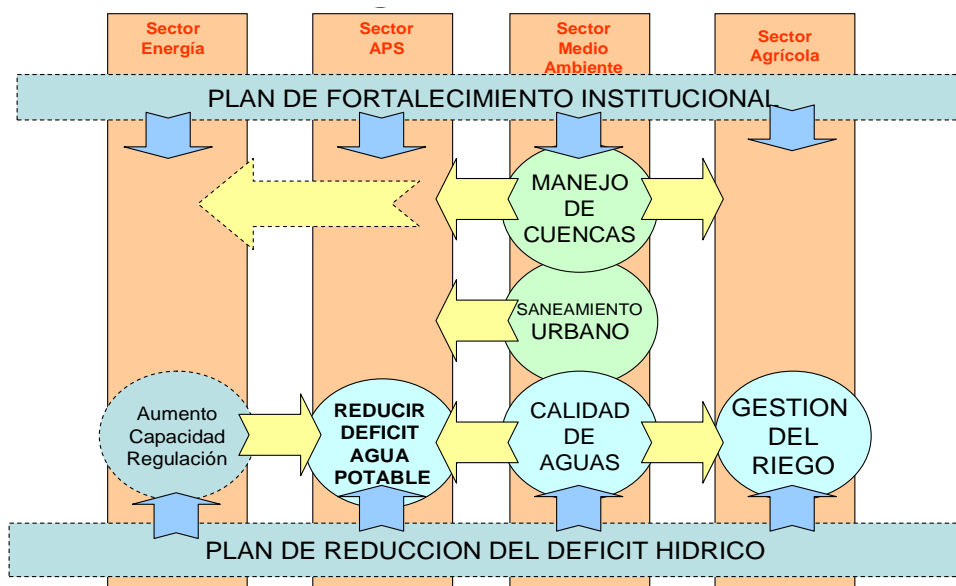 Sector
Energía
Sector
APS
Sector
Medio
Ambiente
Sector
Agrícola
PLAN DE FORTALECIMIENTO INSTITUCIONAL
MANEJO
DE
CUENCAS
SANEAMIENTO
URBANO
Aumento
Capacidad
Regulación
REDUCIR
DEFICIT
AGUA
POTABLE
CALIDAD
DE
AGUAS
GESTION
DEL
RIEGO
PLAN DE REDUCCION DEL DEFICIT HIDRICO